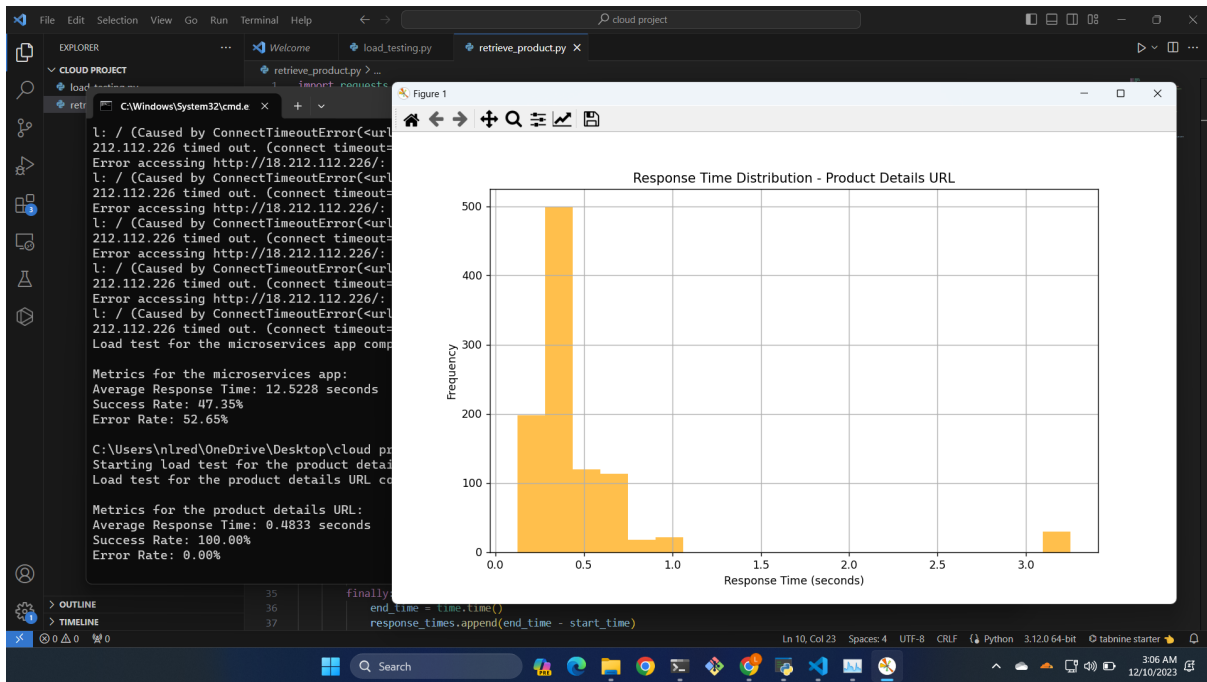 File Edit Selection View Go Run Terminal Help
cloud project
EXPLORER
Welcome
load_testing.py
retrieve_product.py
CLOUD PROJECT
retrieve_product.py > ...
load_testing.py
1 import requests
retr
C:\Windows\System32\cmd.e
l: / (Caused by ConnectTimeoutError(<url
212.112.226 timed out. (connect timeout=
Error accessing http://18.212.112.226/:
l: / (Caused by ConnectTimeoutError(<url
212.112.226 timed out. (connect timeout=
Error accessing http://18.212.112.226/:
l: / (Caused by ConnectTimeoutError(<url
212.112.226 timed out. (connect timeout=
Error accessing http://18.212.112.226/:
l: / (Caused by ConnectTimeoutError(<url
212.112.226 timed out. (connect timeout=
Error accessing http://18.212.112.226/:
l: / (Caused by ConnectTimeoutError(<url
212.112.226 timed out. (connect timeout=
Load test for the microservices app comp
Metrics for the microservices app:
Average Response Time: 12.5228 seconds
Success Rate: 47.35%
Error Rate: 52.65%
C:\Users\nlred\OneDrive\Desktop\cloud pr
Starting load test for the product detai
Load test for the product details URL co
Metrics for the product details URL:
Average Response Time: 0.4833 seconds
Success Rate: 100.00%
Error Rate: 0.00%
Figure 1
Response Time Distribution - Product Details URL
500
400
300
200
100
0
Frequency
0.0 0.5 1.0 1.5 2.0 2.5 3.0
Response Time (seconds)
35 finally:
36 end_time = time.time()
37 response_times.append(end_time - start_time)
3
OUTLINE
TIMELINE
1
0 0 0
Ln 10, Col 23 Spaces: 4 UTF-8 CRLF Python 3.12.0 64-bit tabnine starter
Search
PRE
3:06 AM
12/10/2023